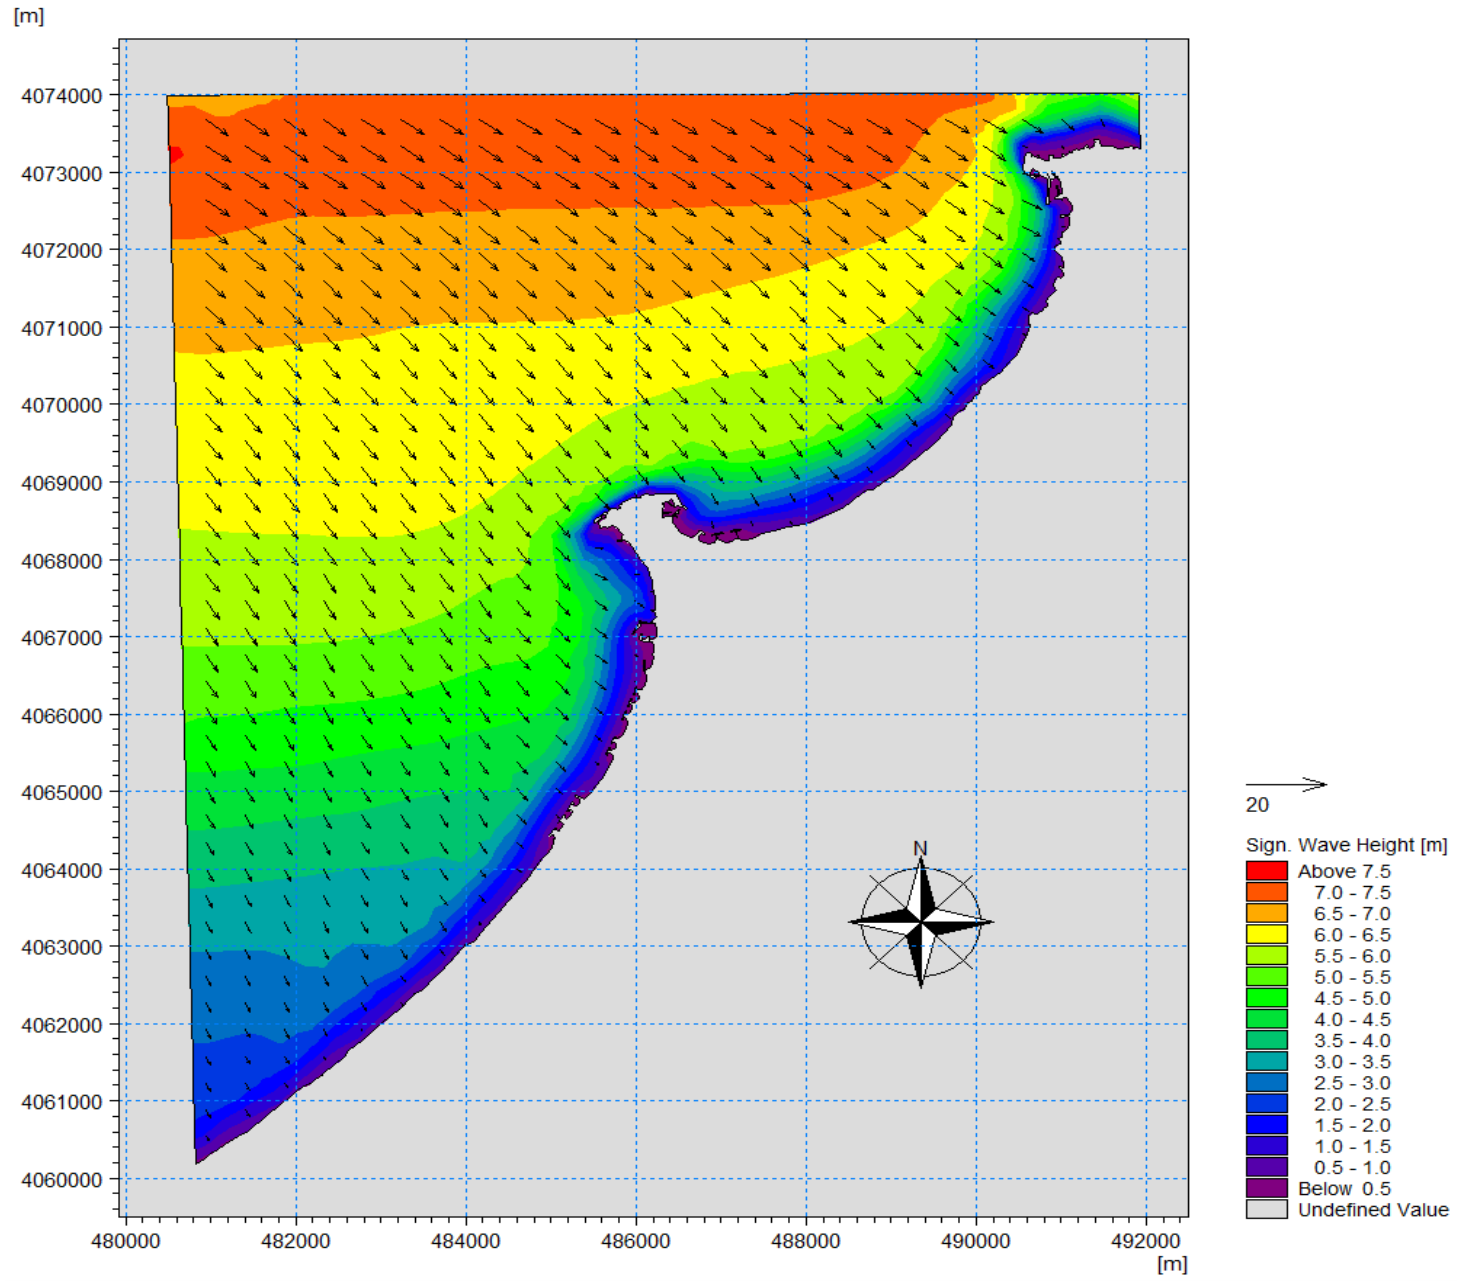 [m]
4074000
4073000
4072000
4071000
4070000
4069000
4068000
4067000
4066000
4065000
4064000
4063000
4062000
4061000
4060000
480000 482000 484000 486000 488000 490000 492000
[m]
N
20
Sign. Wave Height [m]
Above 7.5
7.0 - 7.5
6.5 - 7.0
6.0 - 6.5
5.5 - 6.0
5.0 - 5.5
4.5 - 5.0
4.0 - 4.5
3.5 - 4.0
3.0 - 3.5
2.5 - 3.0
2.0 - 2.5
1.5 - 2.0
1.0 - 1.5
0.5 - 1.0
Below 0.5
Undefined Value